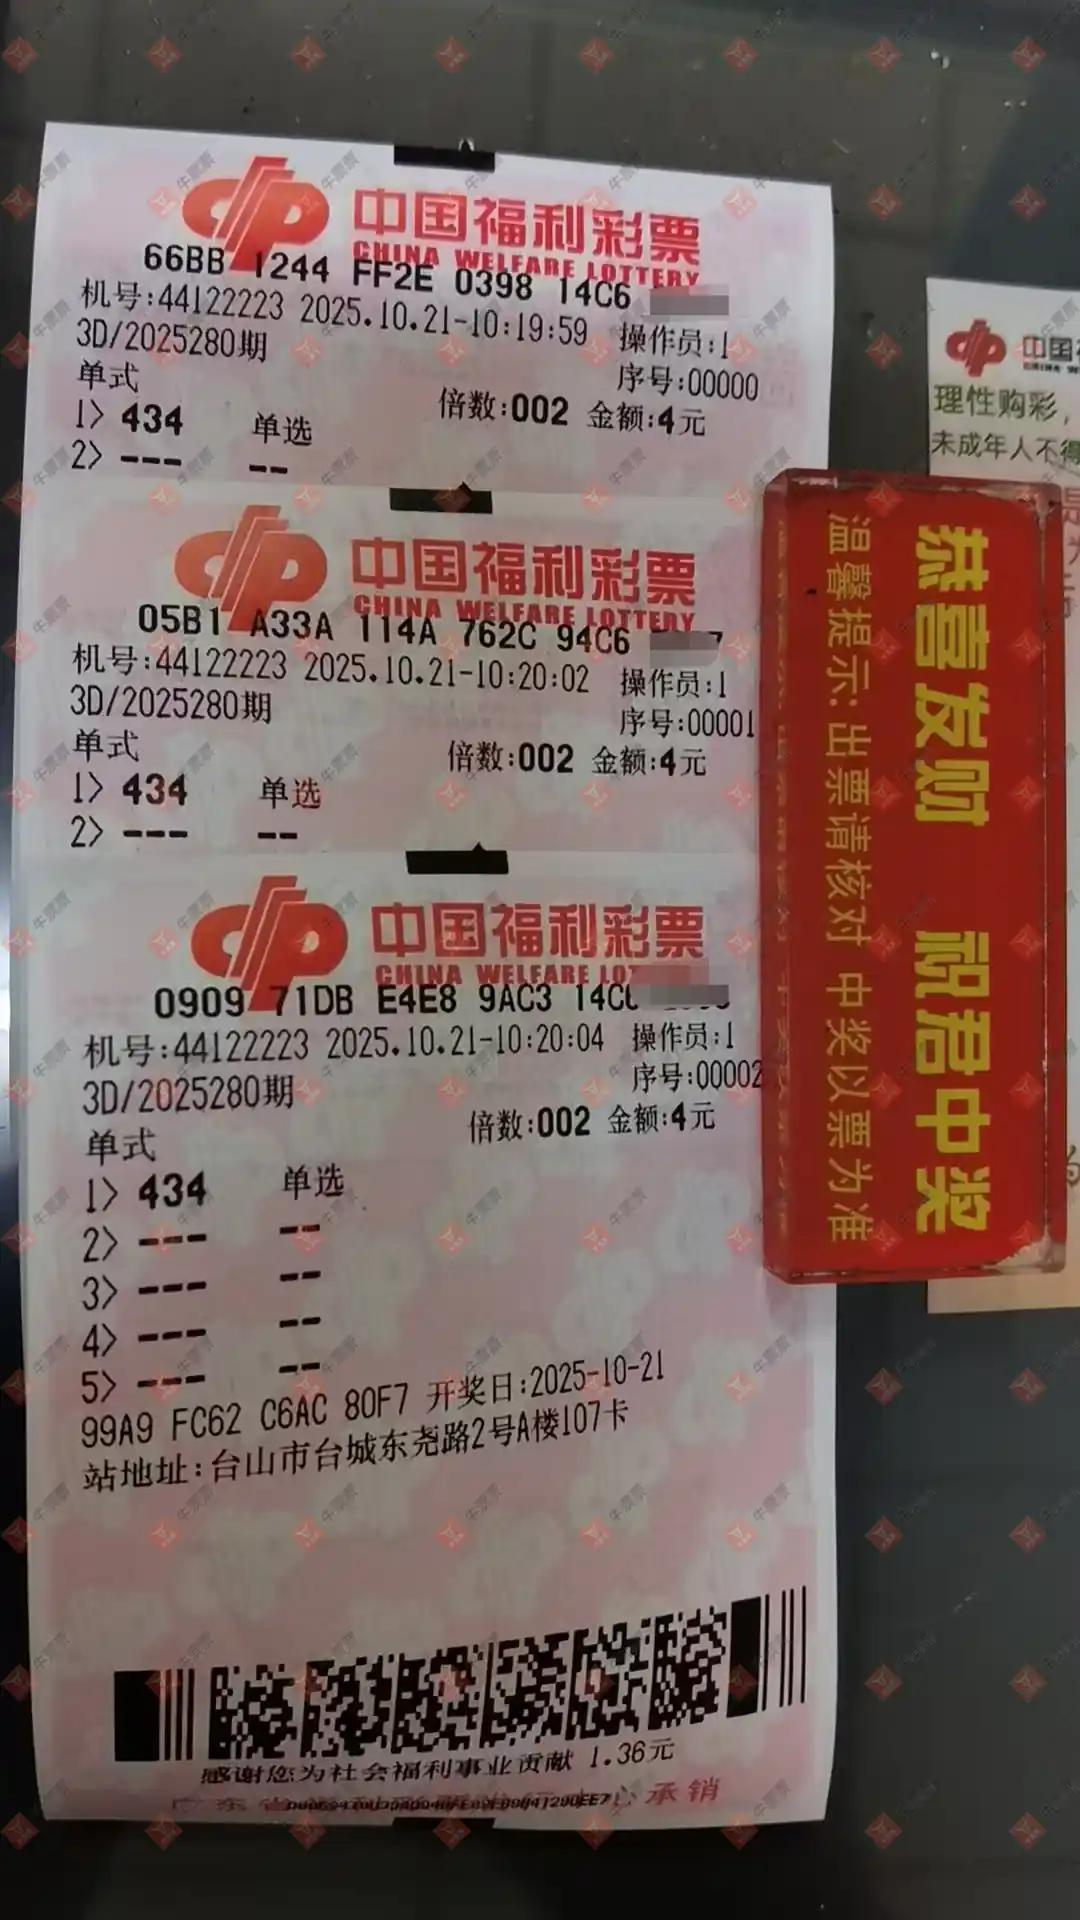 中国福利彩票
CHINA WELFARE LOTTERY
66BB 1244 FF2E 0398 14C6
机号:44122223 2025.10.21-10:19:59 操作员:1
3D/2025280期 序号:00000
单式 倍数:002 金额:4元
1> 434 单选
2> --- --
中国福利彩票
CHINA WELFARE LOTTERY
05B1 A33A 114A 762C 94C6
机号:44122223 2025.10.21-10:20:02 操作员:1
3D/2025280期 序号:00001
单式 倍数:002 金额:4元
1> 434 单选
2> --- --
中国福利彩票
CHINA WELFARE
0909 71DB E4E8 9AC3
机号:44122223 2025.10.21-10:20:04 操作员:1
3D/2025280期 序号:00002
单式 倍数:002 金额:4元
1> 434 单选
2> --- --
3> --- --
4> --- --
5> --- --
99A9 FC62 C6AC 80F7 开奖日:2025-10-21
站地址:台山市台城东尧路2号A楼107卡
感谢您为社会福利事业贡献 1.36元
承销
恭喜友财 祝君中奖
温馨提示:出票请核对 中奖以票为准
中国
理性购彩,
未成年人不得
牛票票